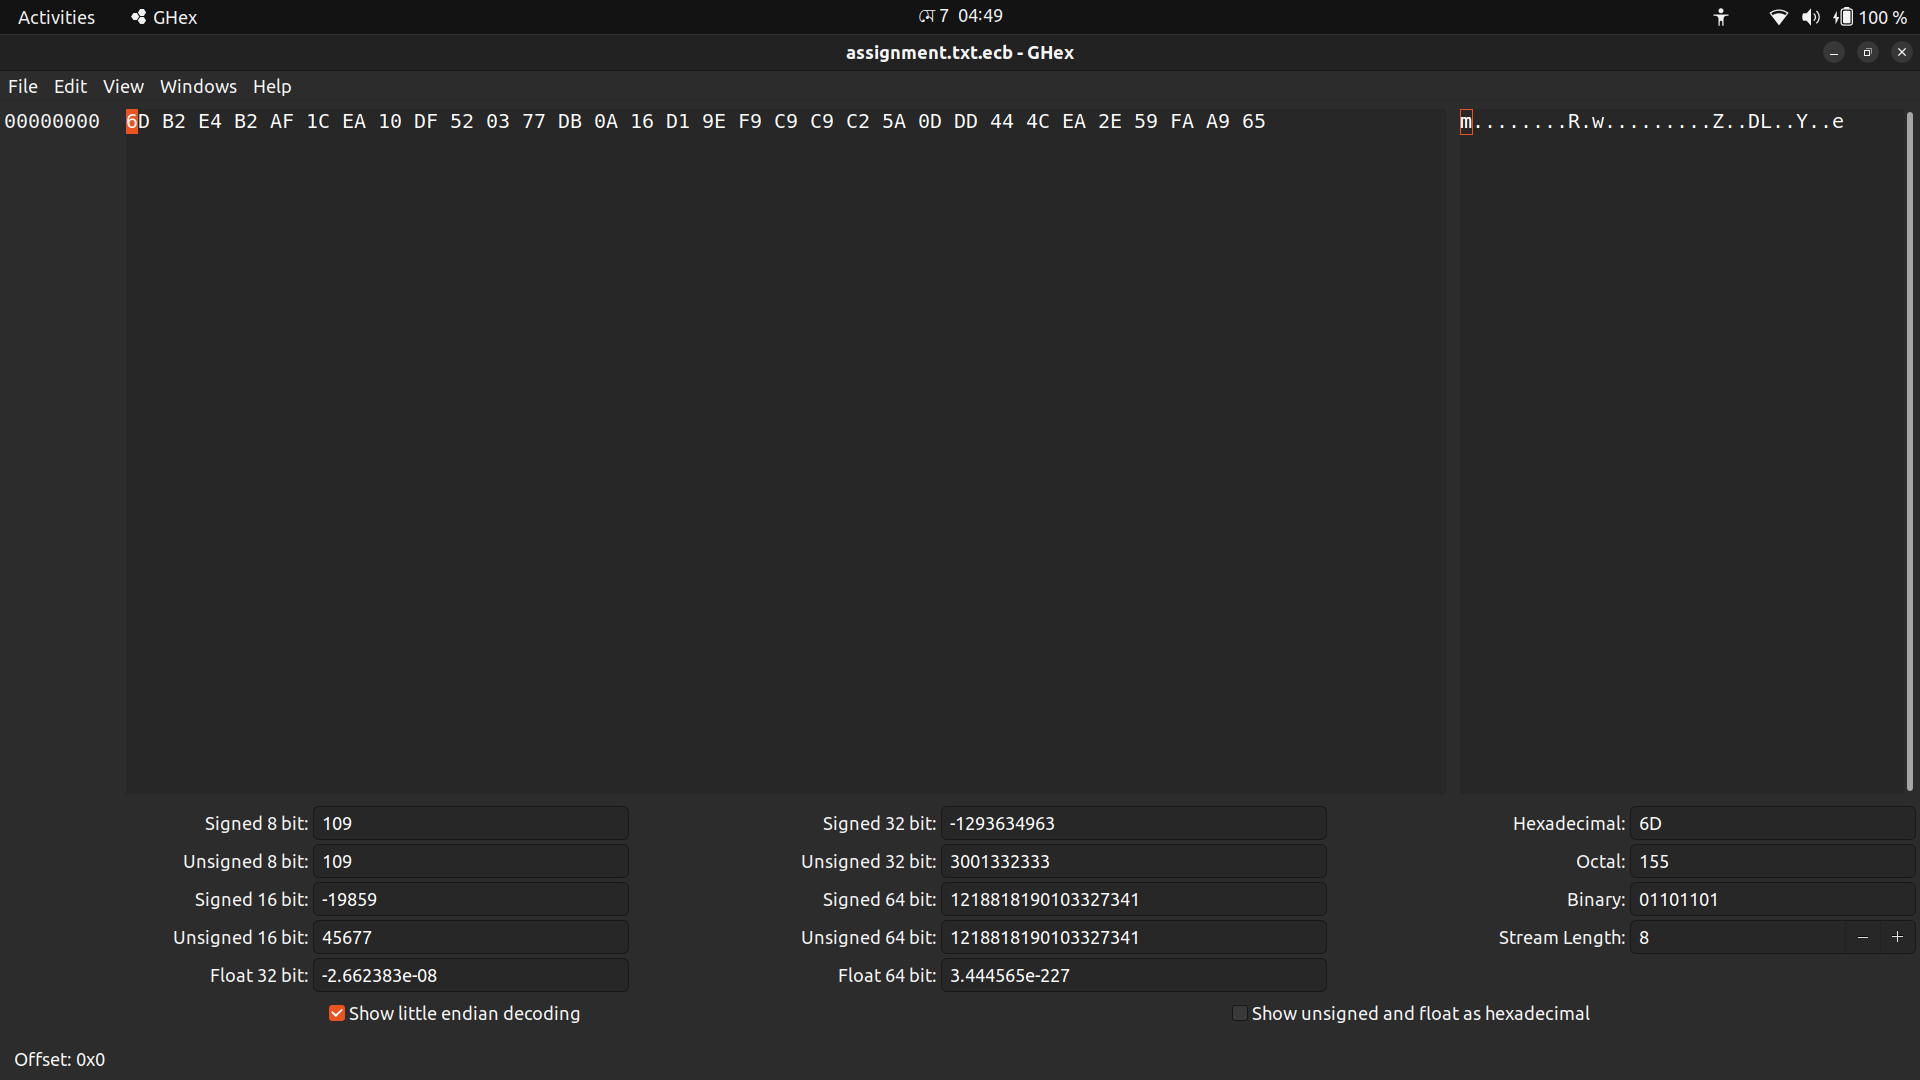 Activities GHex মে 7 04:49 100 %
assignment.txt.ecb - GHex
File Edit View Windows Help
00000000 6D B2 E4 B2 AF 1C EA 10 DF 52 03 77 DB 0A 16 D1 9E F9 C9 C9 C2 5A 0D DD 44 4C EA 2E 59 FA A9 65 m........R.w.........Z..DL..Y..e
Signed 8 bit: 109 Signed 32 bit: -1293634963 Hexadecimal: 6D
Unsigned 8 bit: 109 Unsigned 32 bit: 3001332333 Octal: 155
Signed 16 bit: -19859 Signed 64 bit: 1218818190103327341 Binary: 01101101
Unsigned 16 bit: 45677 Unsigned 64 bit: 1218818190103327341 Stream Length: 8 − +
Float 32 bit: -2.662383e-08 Float 64 bit: 3.444565e-227
Show little endian decoding Show unsigned and float as hexadecimal
Offset: 0x0